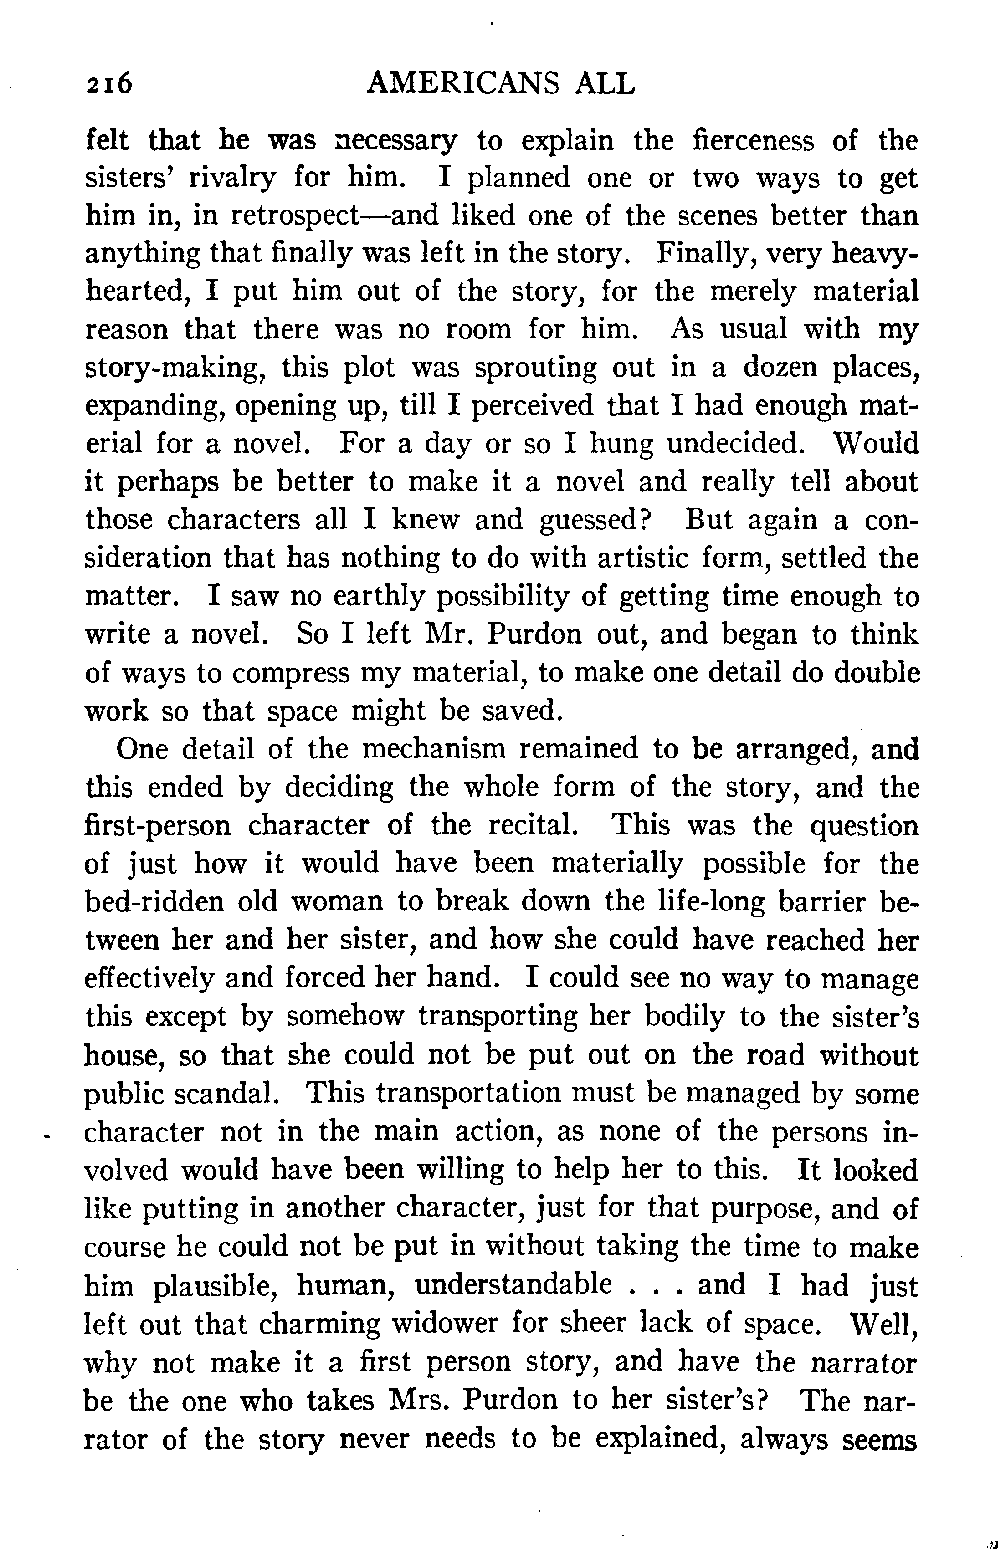 216 AMERICANS ALL
felt that he was necessary to explain the fierceness of the
sisters' rivalry for him. I planned one or two ways to get
him in, in retrospect—and liked one of the scenes better than
anything that finally was left in the story. Finally, very heavy-
hearted, I put him out of the story, for the merely material
reason that there was no room for him. As usual with my
story-making, this plot was sprouting out in a dozen places,
expanding, opening up, till I perceived that I had enough mat-
erial for a novel. For a day or so I hung undecided. Would
it perhaps be better to make it a novel and really tell about
those characters all I knew and guessed? But again a con-
sideration that has nothing to do with artistic form, settled the
matter. I saw no earthly possibility of getting time enough to
write a novel. So I left Mr. Purdon out, and began to think
of ways to compress my material, to make one detail do double
work so that space might be saved.
One detail of the mechanism remained to be arranged, and
this ended by deciding the whole form of the story, and the
first-person character of the recital. This was the question
of just how it would have been materially possible for the
bed-ridden old woman to break down the life-long barrier be-
tween her and her sister, and how she could have reached her
effectively and forced her hand. I could see no way to manage
this except by somehow transporting her bodily to the sister's
house, so that she could not be put out on the road without
public scandal. This transportation must be managed by some
character not in the main action, as none of the persons in-
volved would have been willing to help her to this. It looked
like putting in another character, just for that purpose, and of
course he could not be put in without taking the time to make
him plausible, human, understandable . . . and I had just
left out that charming widower for sheer lack of space. Well,
why not make it a first person story, and have the narrator
be the one who takes Mrs. Purdon to her sister's? The nar-
rator of the story never needs to be explained, always seems